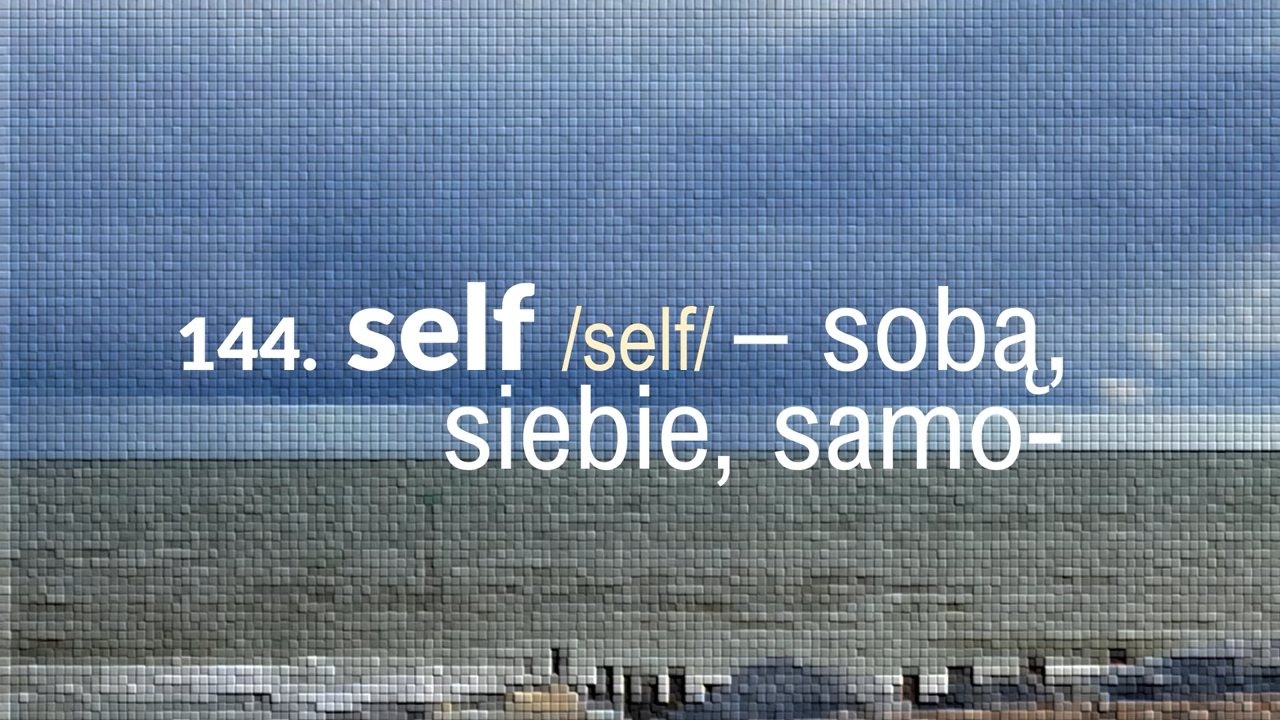 144. self /self/ – sobą,
siebie, samo-